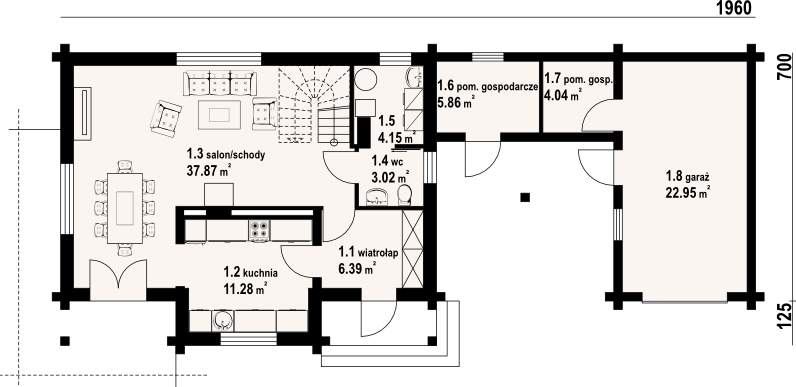 1960
1.6 pom. gospodarcze
5.86 m²
1.7 pom. gosp.
4.04 m²
700
1.5
4.15 m²
1.3 salon/schody
37.87 m²
1.4 wc
3.02 m²
1.8 garaż
22.95 m²
1.1 wiatrołap
6.39 m²
1.2 kuchnia
11.28 m²
125